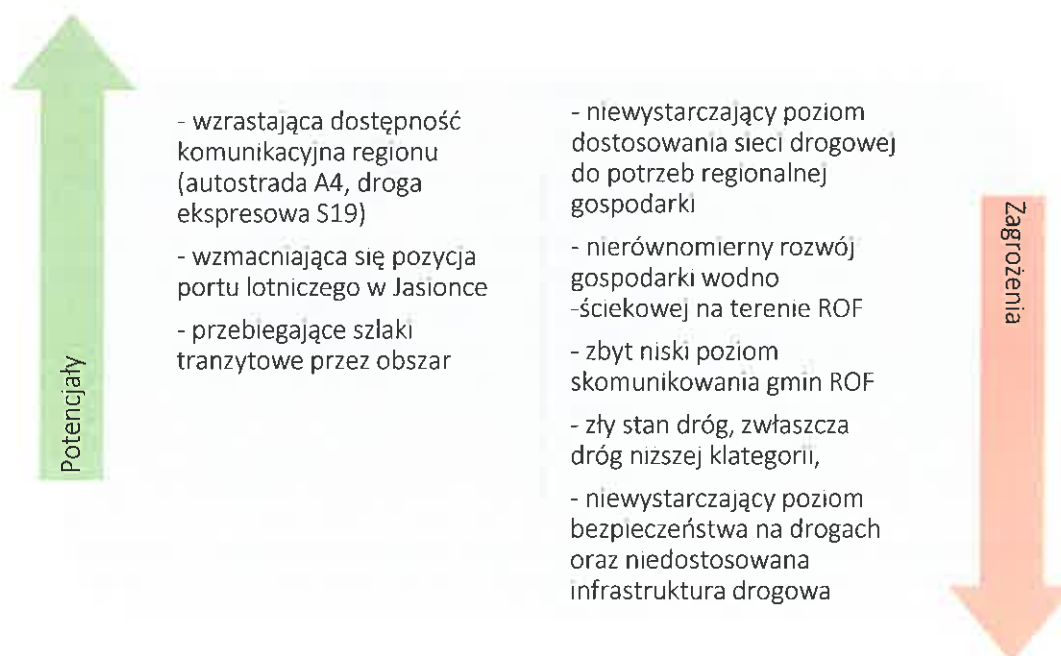 Potencjały
- wzrastająca dostępność
komunikacyjna regionu
(autostrada A4, droga
ekspresowa S19)
- wzmacniająca się pozycja
portu lotniczego w Jasionce
- przebiegające szlaki
tranzytowe przez obszar
- niewystarczający poziom
dostosowania sieci drogowej
do potrzeb regionalnej
gospodarki
- nierównomierny rozwój
gospodarki wodno
-ściekowej na terenie ROF
- zbyt niski poziom
skomunikowania gmin ROF
- zły stan dróg, zwłaszcza
dróg niższej klategorii,
- niewystarczający poziom
bezpieczeństwa na drogach
oraz niedostosowana
infrastruktura drogowa
Zagrożenia